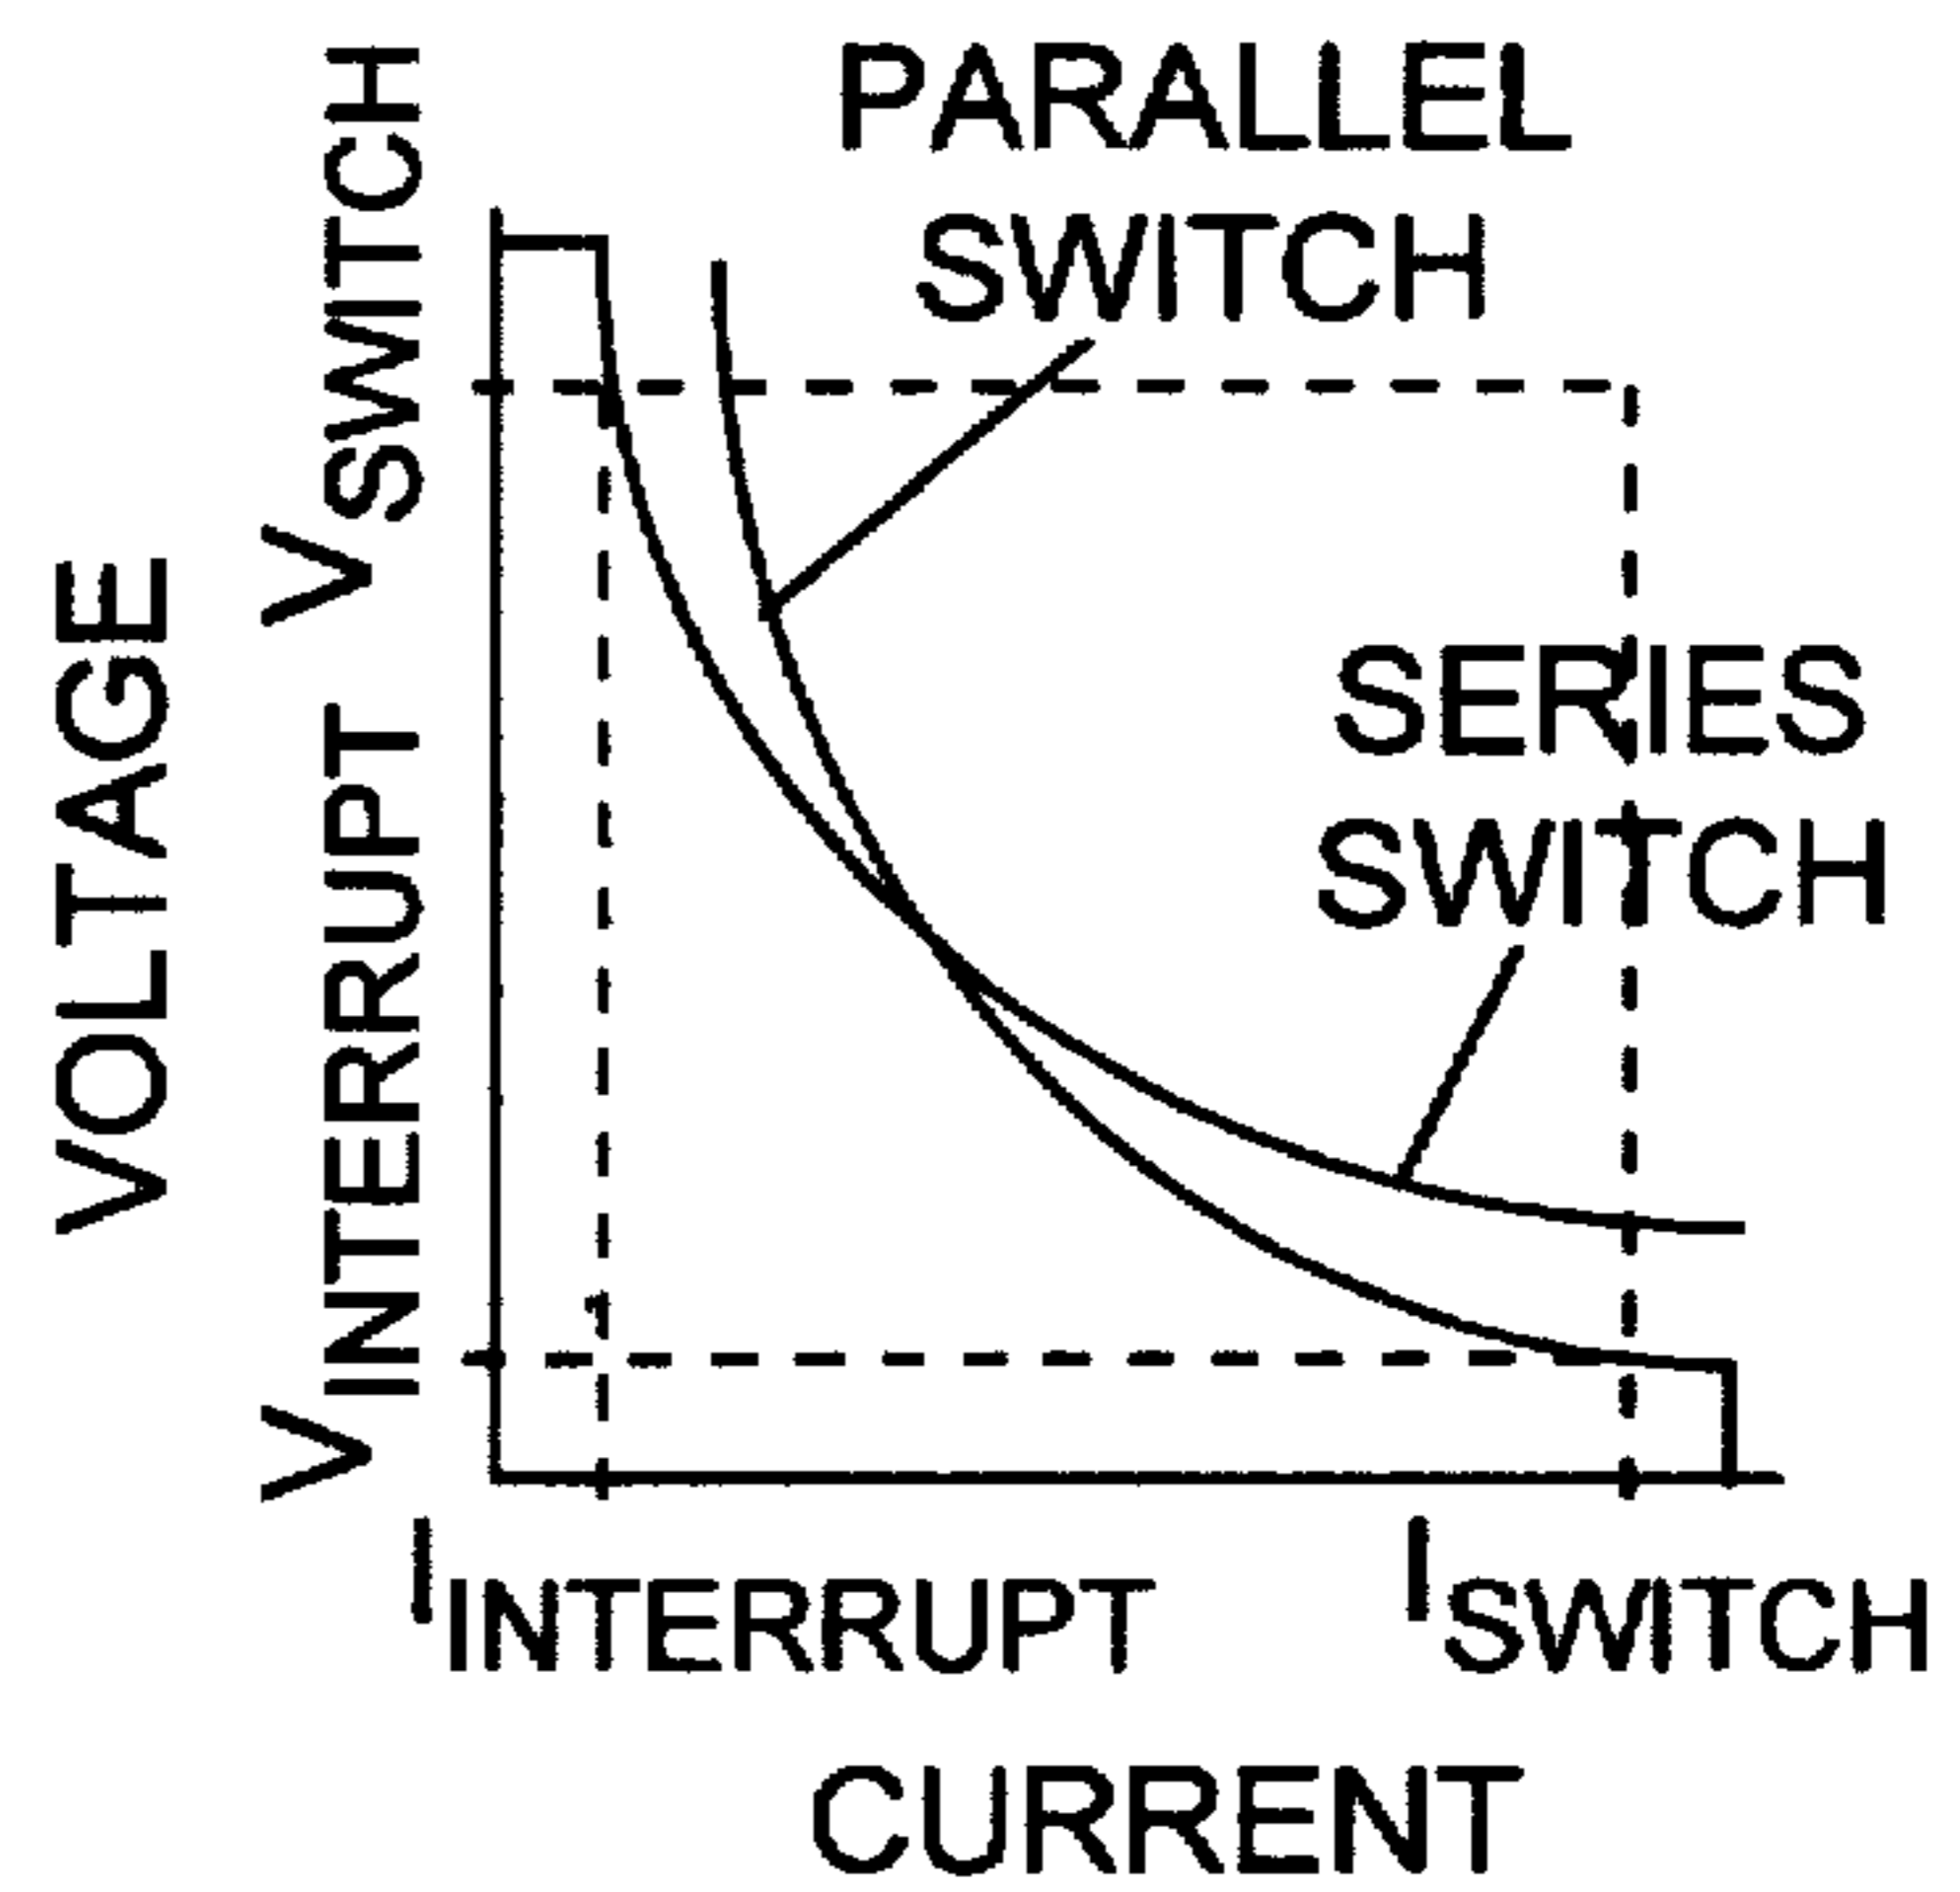 PARALLEL
SWITCH
SERIES
SWITCH
VOLTAGE
VINTERRUPT VSWITCH
IINTERRUPT ISWITCH
CURRENT